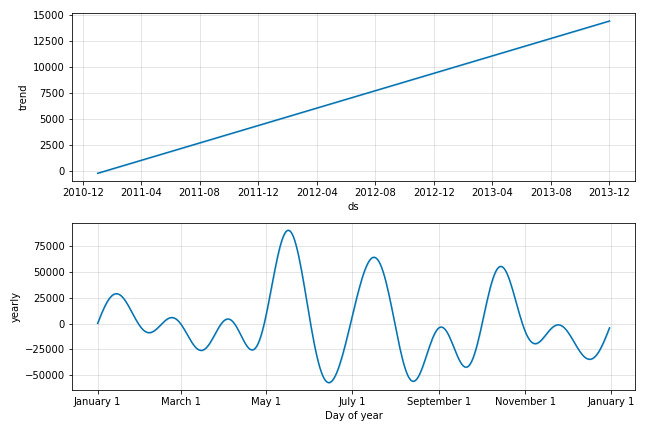 15000
12500
10000
7500
5000
2500
0
trend
2010-12 2011-04 2011-08 2011-12 2012-04 2012-08 2012-12 2013-04 2013-08 2013-12
ds
75000
50000
25000
0
−25000
−50000
yearly
January 1 March 1 May 1 July 1 September 1 November 1 January 1
Day of year